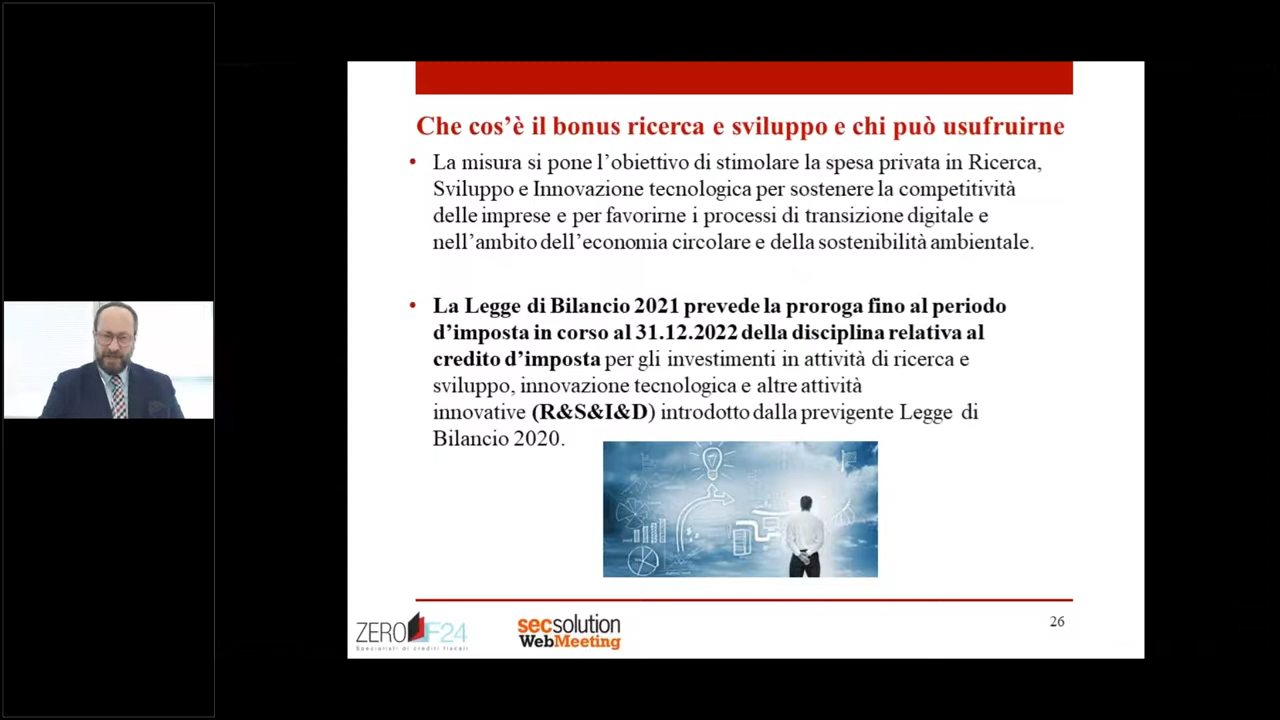 Che cos’è il bonus ricerca e sviluppo e chi può usufruirne
• La misura si pone l’obiettivo di stimolare la spesa privata in Ricerca,
Sviluppo e Innovazione tecnologica per sostenere la competitività
delle imprese e per favorirne i processi di transizione digitale e
nell’ambito dell’economia circolare e della sostenibilità ambientale.
• La Legge di Bilancio 2021 prevede la proroga fino al periodo
d’imposta in corso al 31.12.2022 della disciplina relativa al
credito d’imposta per gli investimenti in attività di ricerca e
sviluppo, innovazione tecnologica e altre attività
innovative (R&S&I&D) introdotto dalla previgente Legge di
Bilancio 2020.
ZERO F24
Specialisti di crediti fiscali
secsolution
WebMeeting
26